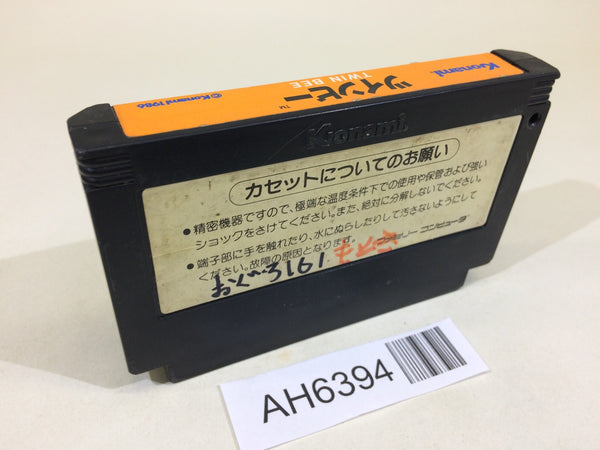 Konami
ツインビー™
TWIN BEE
©Konami 1986
Konami
カセットについてのお願い
●精密機器ですので、極端な温度条件下での使用や保管および強い
ショックをさけてください。また、絶対に分解しないでください。
●端子部に手を触れたり、水にぬらしたりして汚さないようにして
ください。故障の原因となります。
AH6394